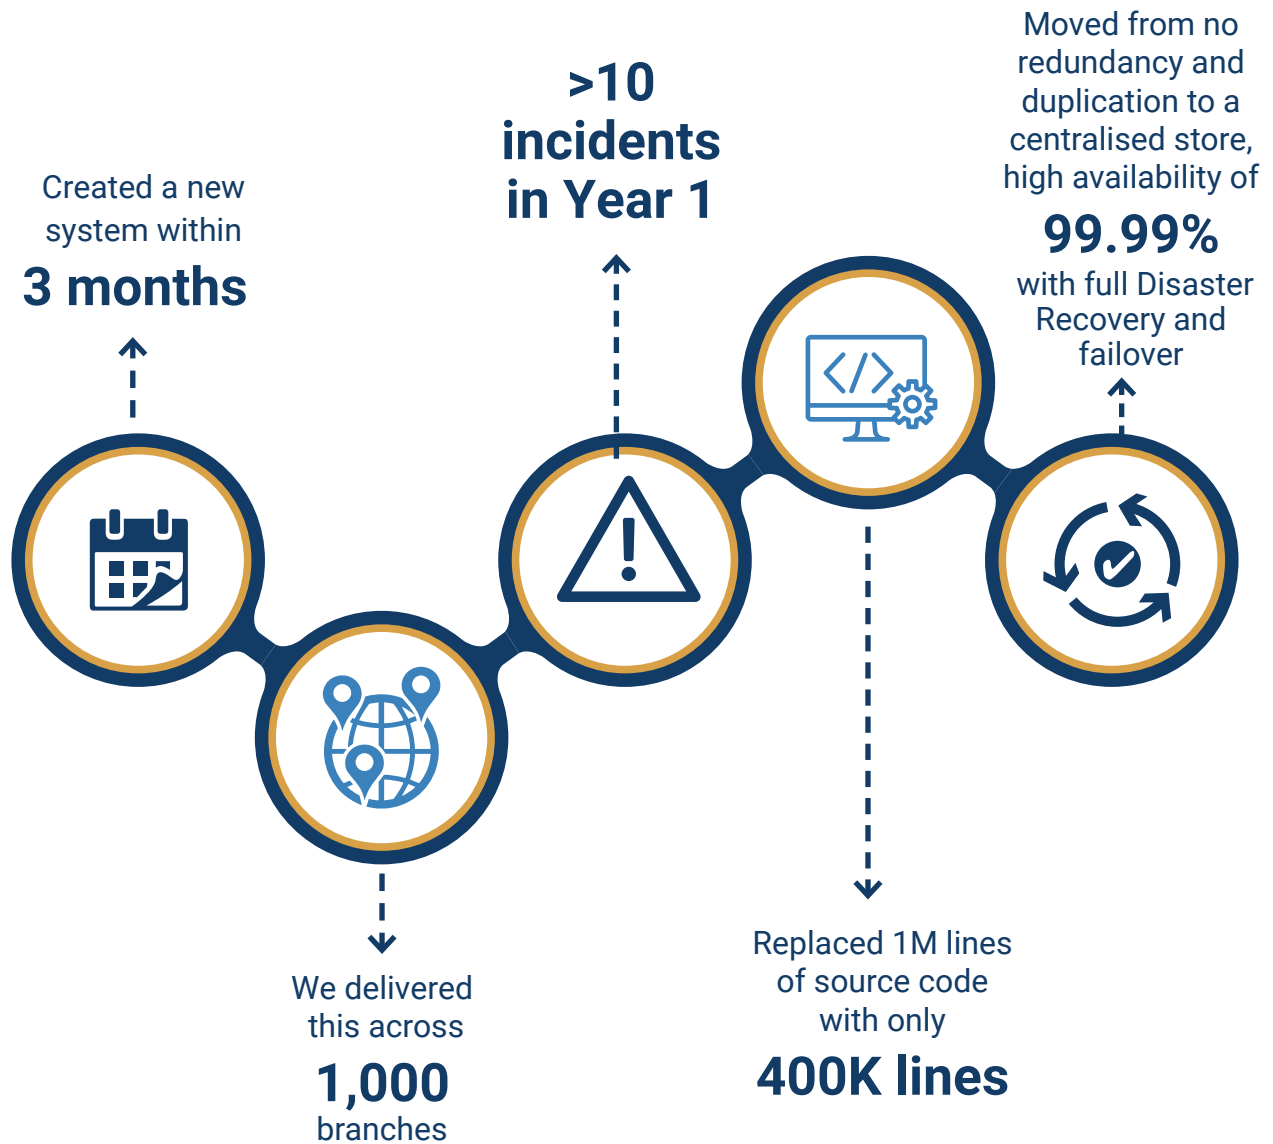 Created a new
system within
3 months
We delivered
this across
1,000
branches
>10
incidents
in Year 1
Replaced 1M lines
of source code
with only
400K lines
Moved from no
redundancy and
duplication to a
centralised store,
high availability of
99.99%
with full Disaster
Recovery and
failover